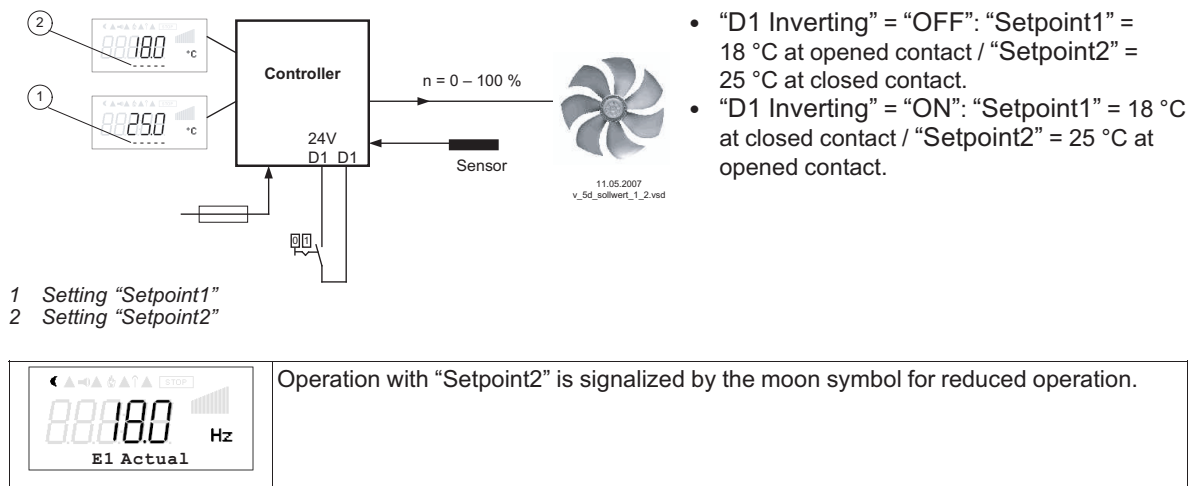 2
18.0
°C
1
25.0
°C
Controller
n = 0 – 100 %
24V
D1 D1
Sensor
0 1
11.05.2007
v_5d_sollwert_1_2.vsd
• “D1 Inverting” = “OFF”: “Setpoint1” =
18 °C at opened contact / “Setpoint2” =
25 °C at closed contact.
• “D1 Inverting” = “ON”: “Setpoint1” = 18 °C
at closed contact / “Setpoint2” = 25 °C at
opened contact.
1 Setting “Setpoint1”
2 Setting “Setpoint2”
STOP
18.0
Hz
E1 Actual
Operation with “Setpoint2” is signalized by the moon symbol for reduced operation.